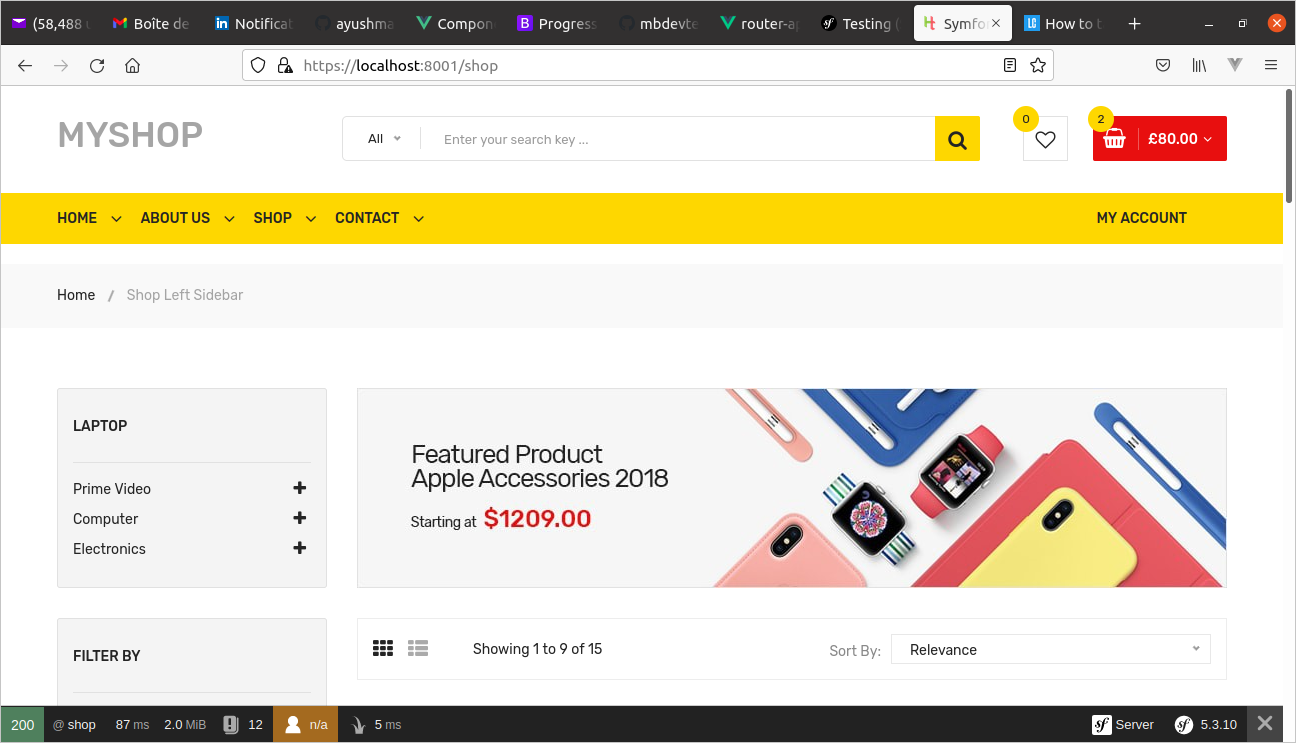 (58,488 u
Boîte de
Notificat
ayushma
Compon
Progress
mbdevte
router-ap
Testing (
Symfo
How to t
https://localhost:8001/shop
MYSHOP
All
Enter your search key ...
0
2
£80.00
HOME
ABOUT US
SHOP
CONTACT
MY ACCOUNT
Home / Shop Left Sidebar
LAPTOP
Prime Video
Computer
Electronics
Featured Product
Apple Accessories 2018
Starting at $1209.00
FILTER BY
Showing 1 to 9 of 15
Sort By:
Relevance
200
@ shop
87 ms
2.0 MiB
12
n/a
5 ms
Server
5.3.10